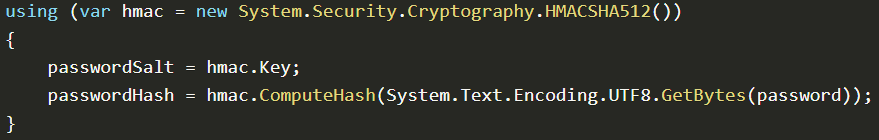 using (var hmac = new System.Security.Cryptography.HMACSHA512())
{
    passwordSalt = hmac.Key;
    passwordHash = hmac.ComputeHash(System.Text.Encoding.UTF8.GetBytes(password));
}